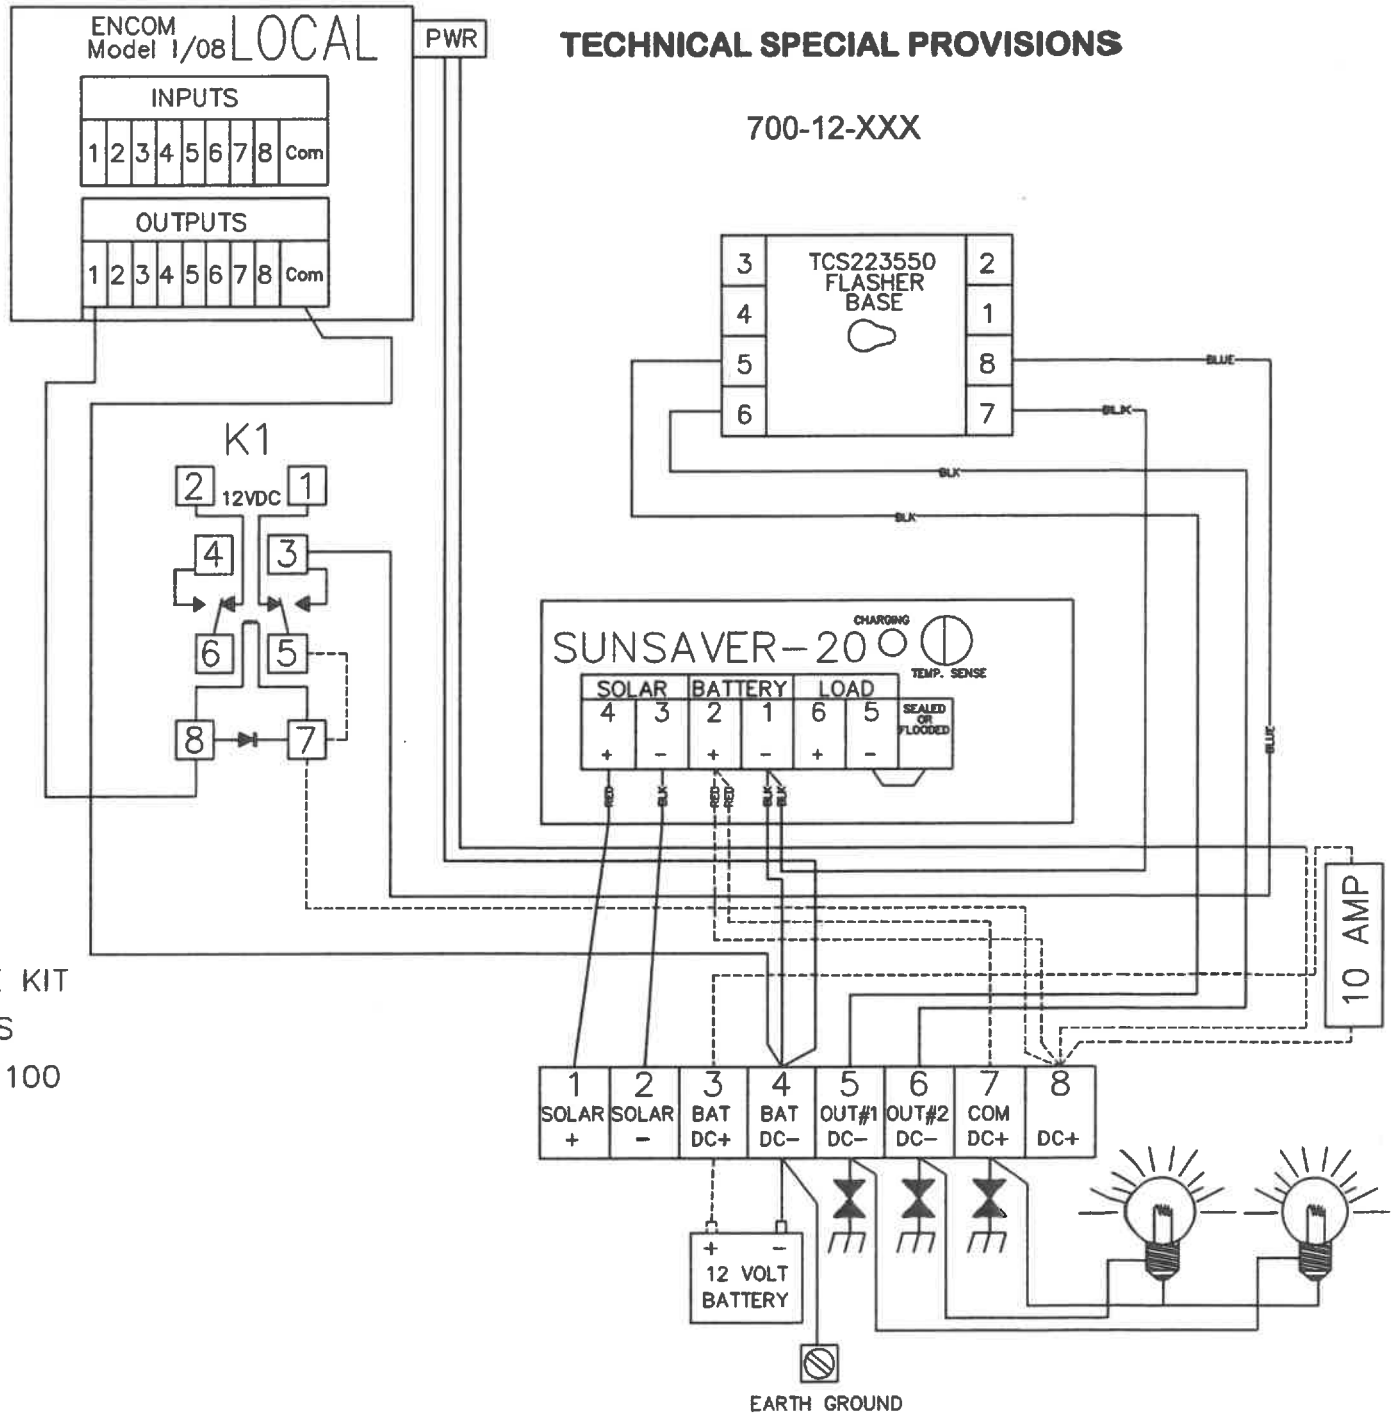 ENCOM
Model 1/08 LOCAL
PWR
TECHNICAL SPECIAL PROVISIONS
700-12-XXX
INPUTS
1 2 3 4 5 6 7 8 Com
OUTPUTS
1 2 3 4 5 6 7 8 Com
3 TCS223550 2
FLASHER
BASE
4 1
5 8 BLUE
6 7 BLK
BLK
BLK
K1
2 12VDC 1
4 3
6 5
8 7
SUNSAVER-20
CHARGING
TEMP. SENSE
SOLAR BATTERY LOAD
4 3 2 1 6 5
+ - + - + -
SEALED
OR
FLOODED
RED BLK RED RED BLK BLK
BLUE
10 AMP
KIT
S
100
1 2 3 4 5 6 7 8
SOLAR SOLAR BAT BAT OUT#1 OUT#2 COM
+ - DC+ DC- DC- DC- DC+ DC+
+ -
12 VOLT
BATTERY
EARTH GROUND